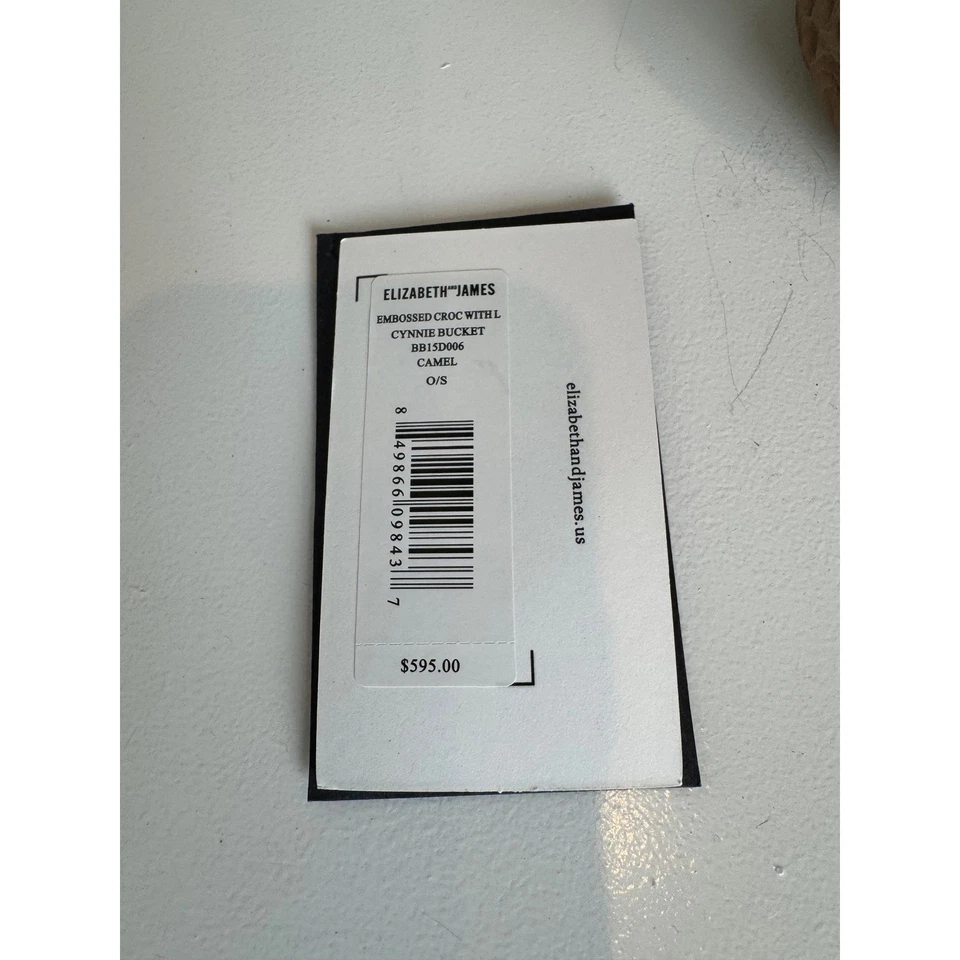 ELIZABETH AND JAMES
EMBOSSED CROC WITH L
CYNNIE BUCKET
BB15D006
CAMEL
O/S
8 49866 09843 7
$595.00
elizabethandjames.us